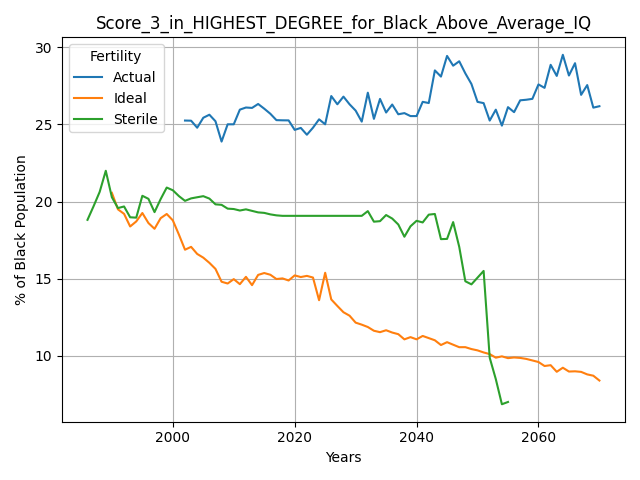 Score_3_in_HIGHEST_DEGREE_for_Black_Above_Average_IQ
Fertility
Actual
Ideal
Sterile
% of Black Population
30
25
20
15
10
2000
2020
2040
2060
Years